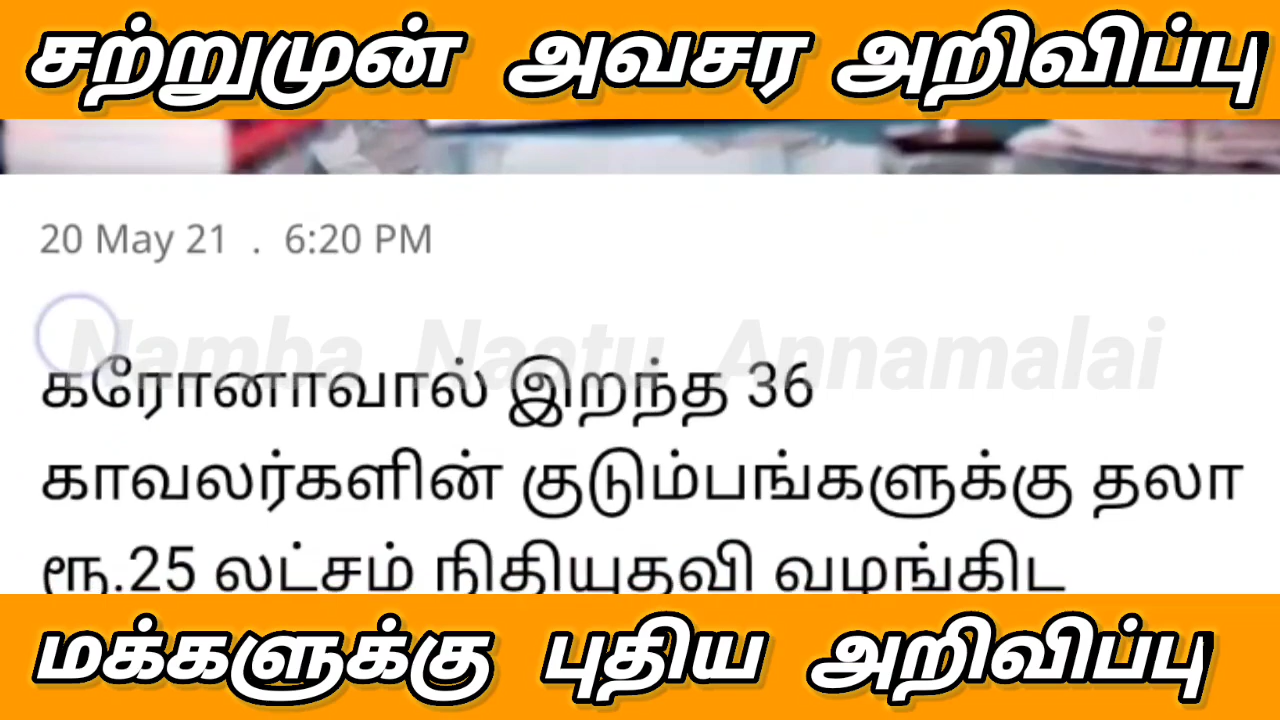 சற்றுமுன் அவசர அறிவிப்பு
20 May 21 . 6:20 PM
Namba Naatu Annamalai
கரோனாவால் இறந்த 36
காவலர்களின் குடும்பங்களுக்கு தலா
ரூ.25 லட்சம் நிதியுதவி வழங்கிட
மக்களுக்கு புதிய அறிவிப்பு